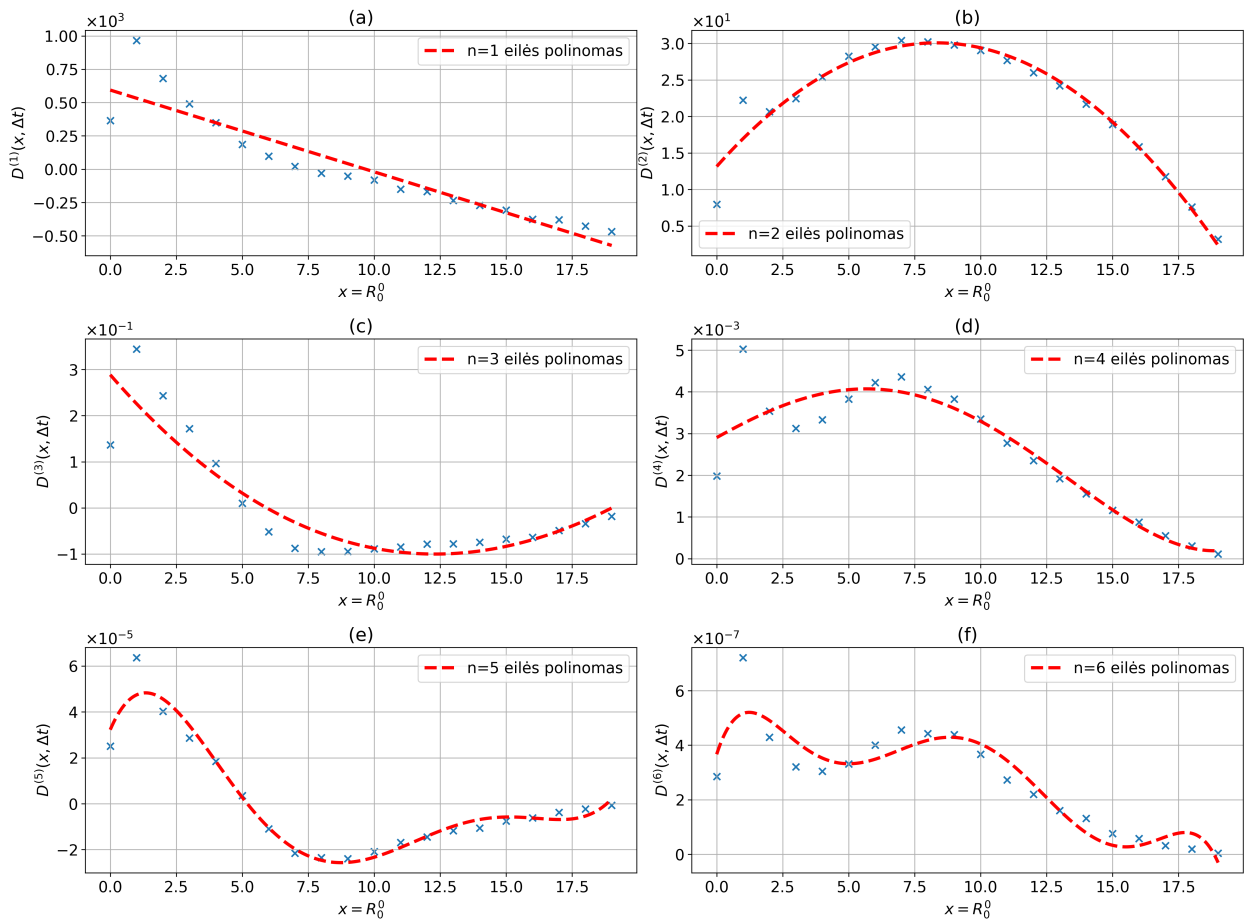 (a)
×10³
1.00
0.75
0.50
0.25
0.00
−0.25
−0.50
D⁽¹⁾(x, Δt)
n=1 eilės polinomas
0.0 2.5 5.0 7.5 10.0 12.5 15.0 17.5
x = R₀⁰
(b)
×10¹
3.0
2.5
2.0
1.5
1.0
0.5
D⁽²⁾(x, Δt)
n=2 eilės polinomas
0.0 2.5 5.0 7.5 10.0 12.5 15.0 17.5
x = R₀⁰
(c)
×10⁻¹
3
2
1
0
−1
D⁽³⁾(x, Δt)
n=3 eilės polinomas
0.0 2.5 5.0 7.5 10.0 12.5 15.0 17.5
x = R₀⁰
(d)
×10⁻³
5
4
3
2
1
0
D⁽⁴⁾(x, Δt)
n=4 eilės polinomas
0.0 2.5 5.0 7.5 10.0 12.5 15.0 17.5
x = R₀⁰
(e)
×10⁻⁵
6
4
2
0
−2
D⁽⁵⁾(x, Δt)
n=5 eilės polinomas
0.0 2.5 5.0 7.5 10.0 12.5 15.0 17.5
x = R₀⁰
(f)
×10⁻⁷
6
4
2
0
D⁽⁶⁾(x, Δt)
n=6 eilės polinomas
0.0 2.5 5.0 7.5 10.0 12.5 15.0 17.5
x = R₀⁰